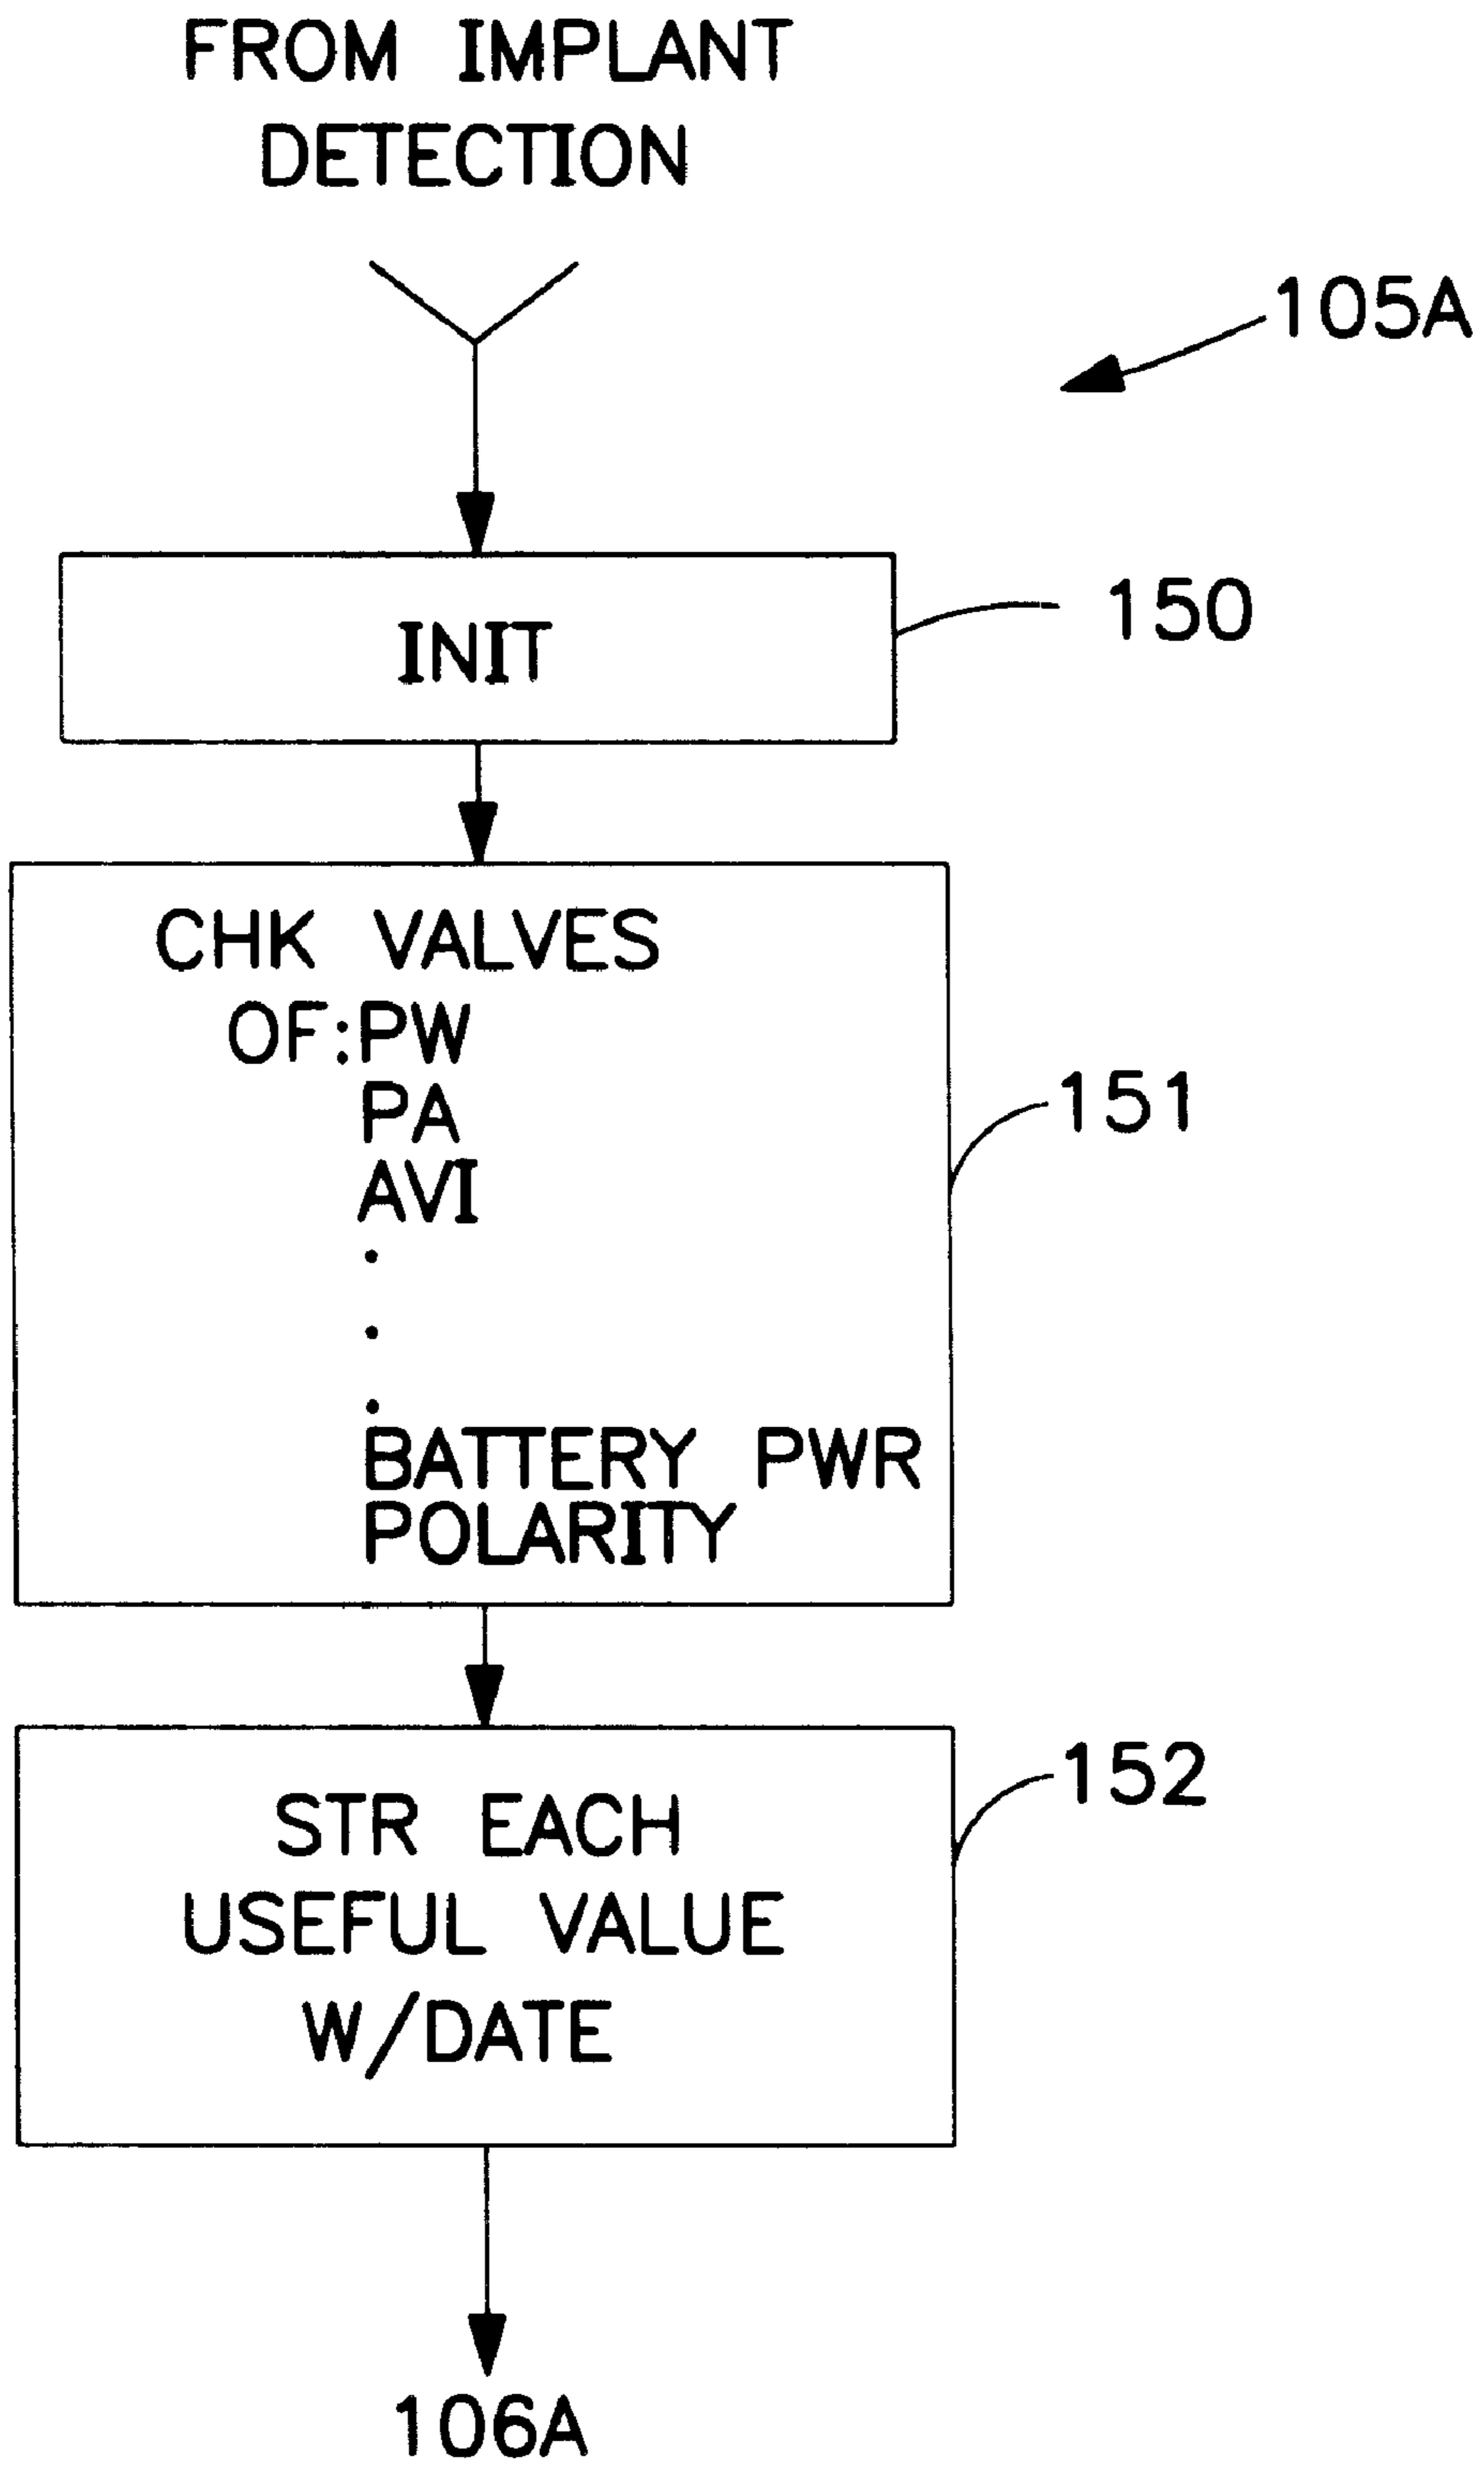 FROM IMPLANT
DETECTION
105A
INIT
150
CHK VALVES
OF:PW
PA
AVI
.
.
.
BATTERY PWR
POLARITY
151
STR EACH
USEFUL VALUE
W/DATE
152
106A